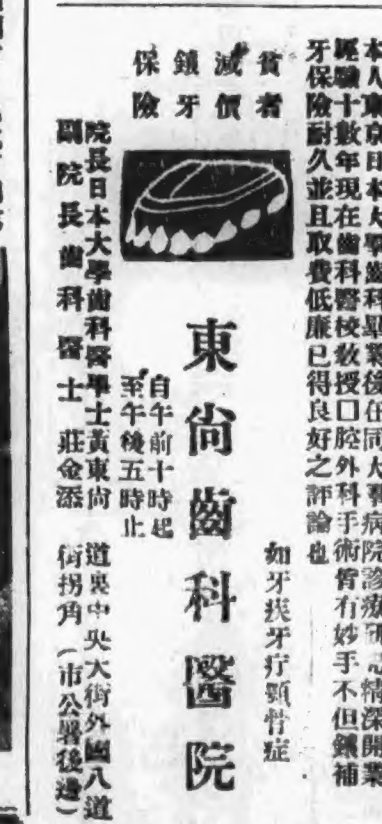 本人東京日本大學齒科畢業後在同大學病院診療研心精深開業
經驗十數年現在齒科醫校教授口腔外科手術皆有妙手不但鑲補
牙保險耐久並且取費低廉已得良好之評論也
貧者
減價
鑲牙
保險
如牙疾牙疔顎骨症
東尚齒科醫院
自午前十時起
至午後五時止
院長日本大學齒科醫學士黃東尚
副院長齒科醫士 莊金添
道裏中央大街外國八道
街拐角(市公署後邊)